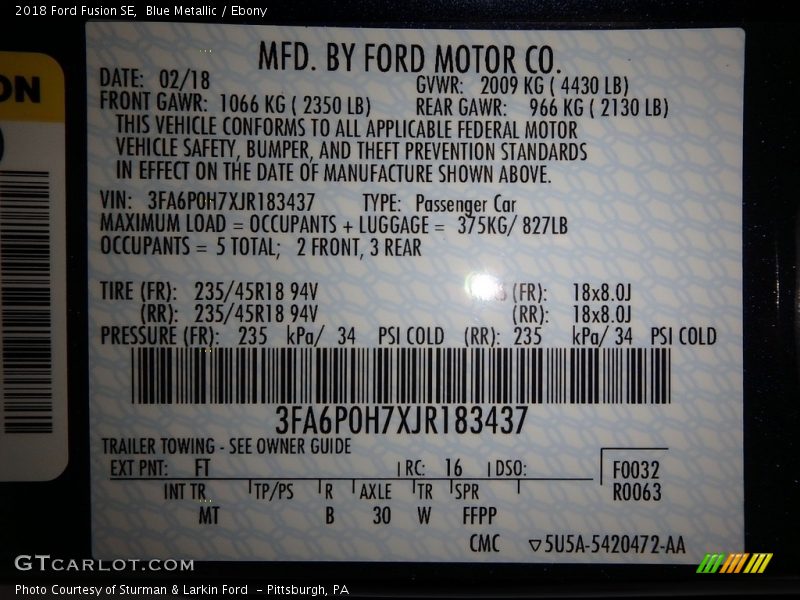 2018 Ford Fusion SE, Blue Metallic / Ebony
ON
MFD. BY FORD MOTOR CO.
DATE: 02/18 GVWR: 2009 KG ( 4430 LB)
FRONT GAWR: 1066 KG ( 2350 LB) REAR GAWR: 966 KG ( 2130 LB)
THIS VEHICLE CONFORMS TO ALL APPLICABLE FEDERAL MOTOR
VEHICLE SAFETY, BUMPER, AND THEFT PREVENTION STANDARDS
IN EFFECT ON THE DATE OF MANUFACTURE SHOWN ABOVE.
VIN: 3FA6P0H7XJR183437 TYPE: Passenger Car
MAXIMUM LOAD = OCCUPANTS + LUGGAGE = 375KG/ 827LB
OCCUPANTS = 5 TOTAL; 2 FRONT, 3 REAR
TIRE (FR): 235/45R18 94V (FR): 18x8.0J
(RR): 235/45R18 94V (RR): 18x8.0J
PRESSURE (FR): 235 kPa/ 34 PSI COLD (RR): 235 kPa/ 34 PSI COLD
3FA6P0H7XJR183437
TRAILER TOWING - SEE OWNER GUIDE
EXT PNT: FT RC: 16 DSO: F0032
INT TR TP/PS R AXLE TR SPR R0063
MT B 30 W FFPP
CMC ▽5U5A-5420472-AA
GTCARLOT.COM
Photo Courtesy of Sturman & Larkin Ford - Pittsburgh, PA